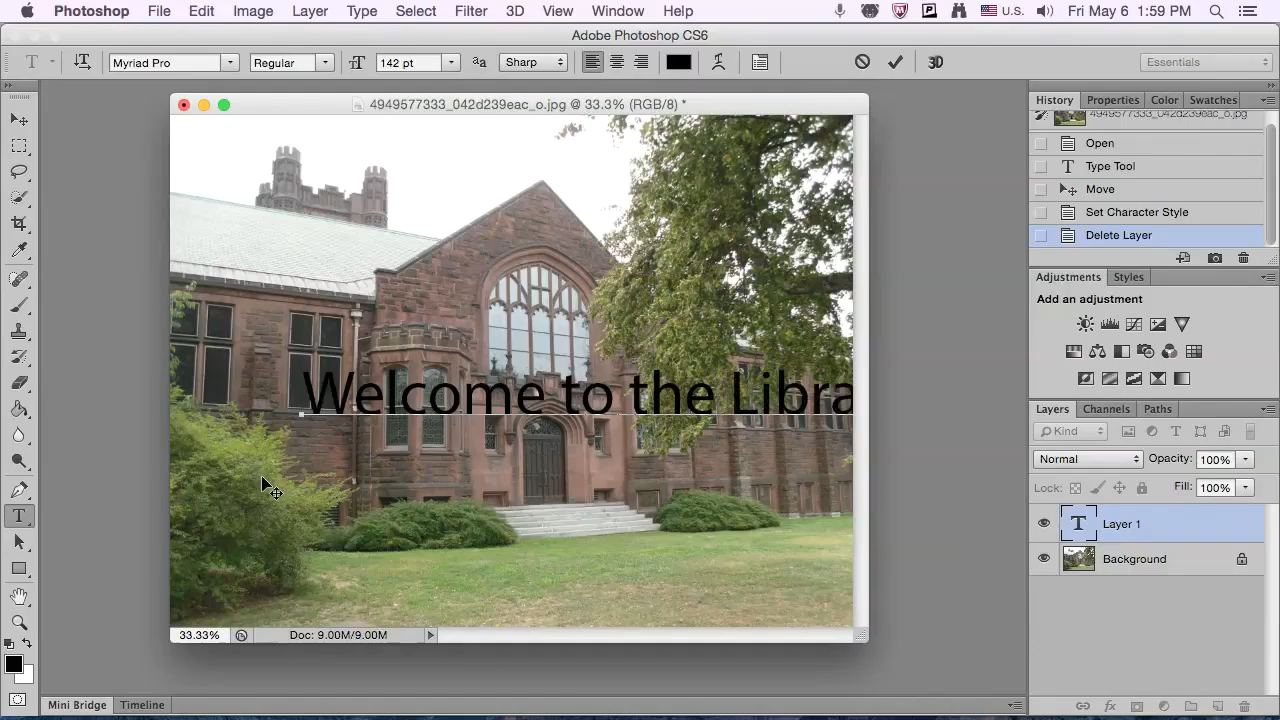 Photoshop File Edit Image Layer Type Select Filter 3D View Window Help U.S. Fri May 6 1:59 PM
Adobe Photoshop CS6
T Myriad Pro Regular 142 pt Sharp 3D Essentials
4949577333_042d239eac_o.jpg @ 33.3% (RGB/8) *
History Properties Color Swatches
4949577333_042d239eac_o.jpg
Open
Type Tool
Move
Set Character Style
Delete Layer
Adjustments Styles
Add an adjustment
Welcome to the Libra
Layers Channels Paths
Kind
Normal Opacity: 100%
Lock: Fill: 100%
Layer 1
Background
33.33% Doc: 9.00M/9.00M
Mini Bridge Timeline